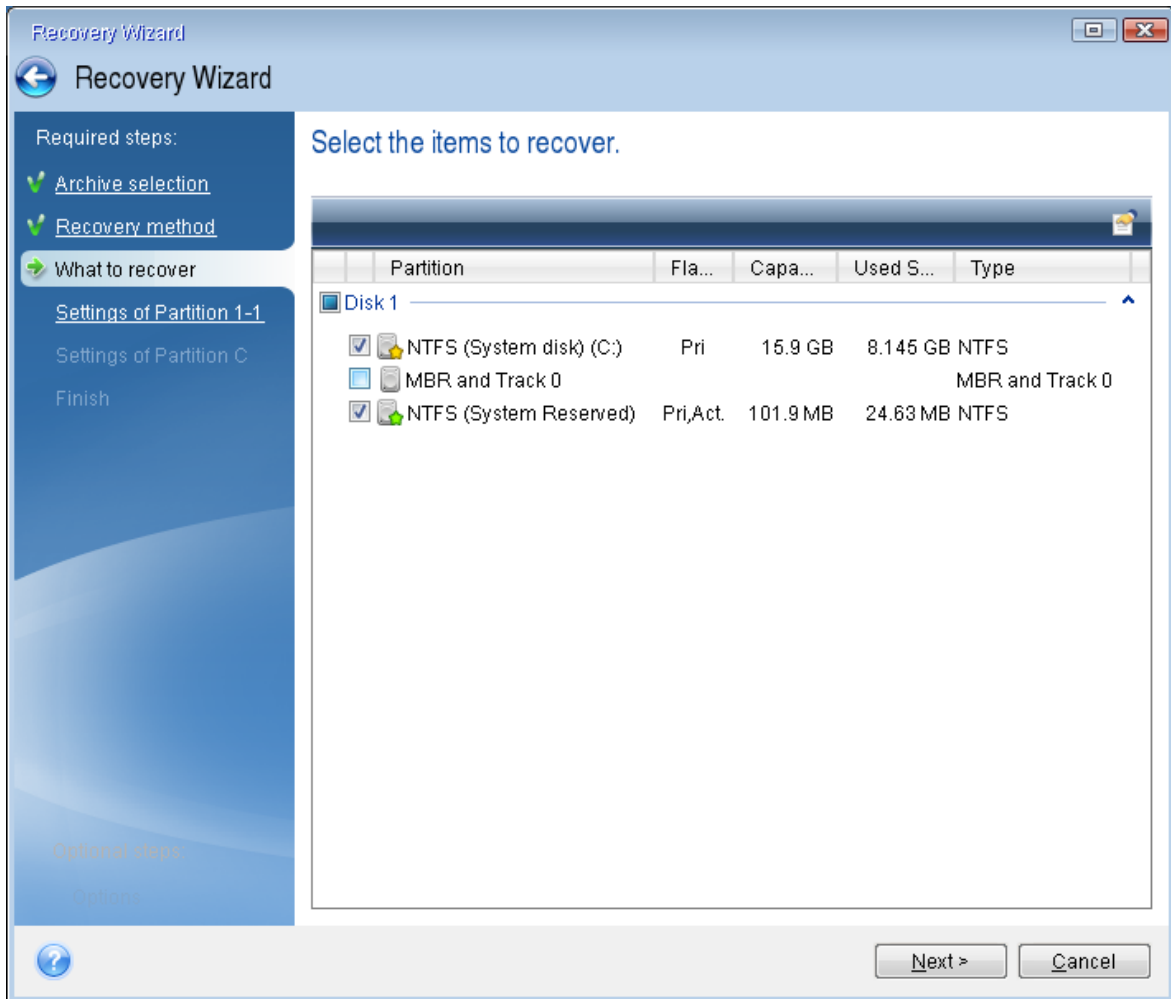 Recovery Wizard
Recovery Wizard
Required steps:
Archive selection
Recovery method
What to recover
Settings of Partition 1-1
Settings of Partition C
Finish
Optional steps:
Options
Select the items to recover.
Partition Fla... Capa... Used S... Type
Disk 1
NTFS (System disk) (C:) Pri 15.9 GB 8.145 GB NTFS
MBR and Track 0 MBR and Track 0
NTFS (System Reserved) Pri,Act. 101.9 MB 24.63 MB NTFS
?
Next > Cancel